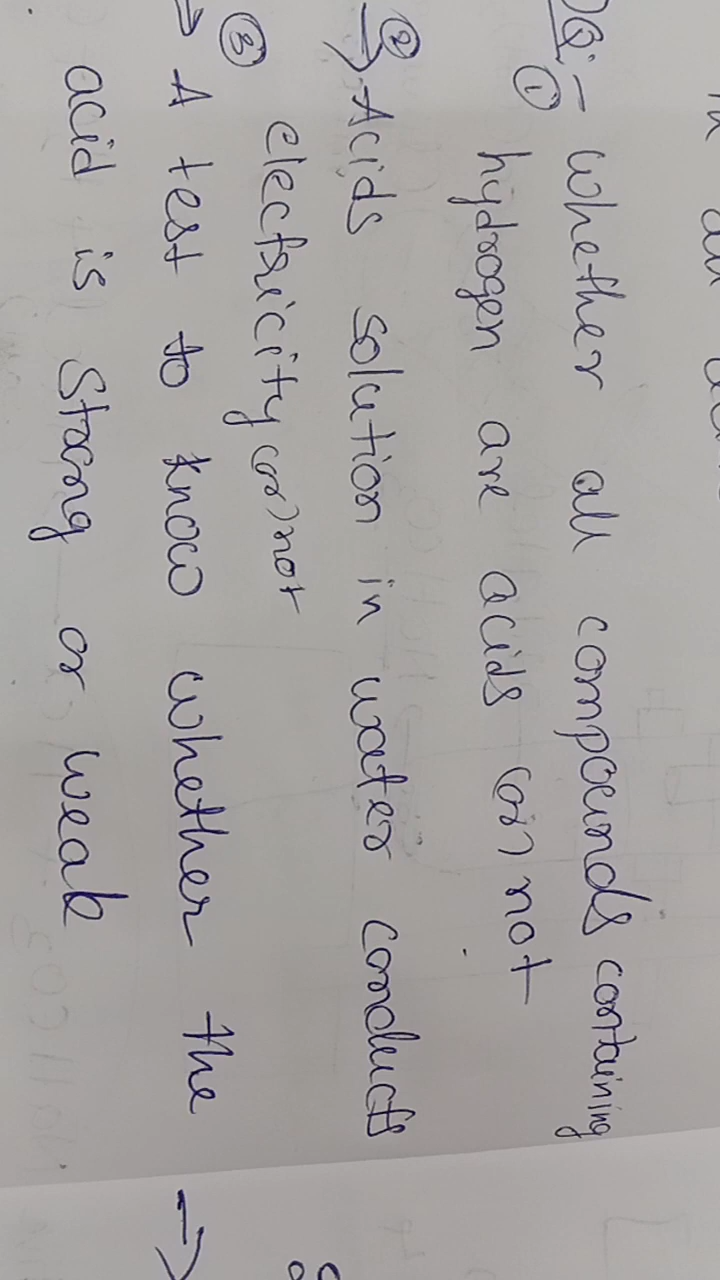 Q:- Whether all compounds containing
① hydrogen are acids (or) not
② → Acids solution in water conducts
electricity (or) not
③
→ A test to know whether the →
acid is strong or weak